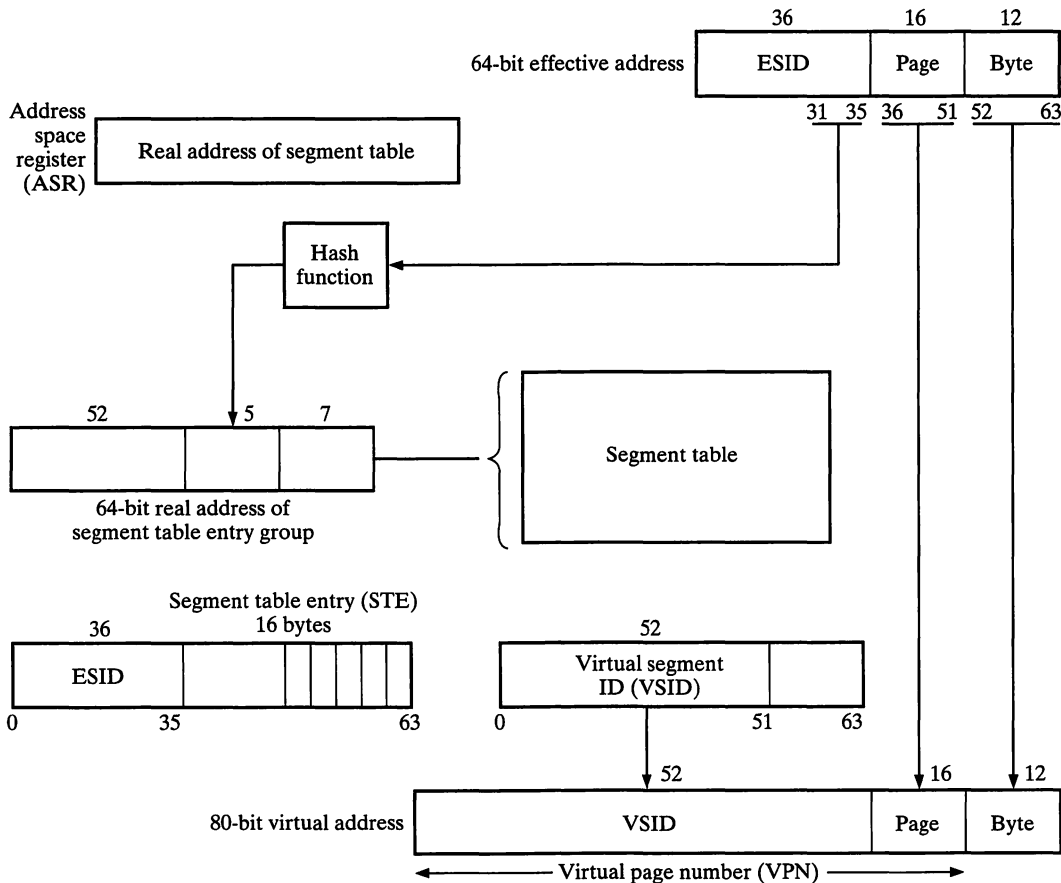 36 16 12
64-bit effective address ESID Page Byte
31 35 36 51 52 63
Address
space
register
(ASR)
Real address of segment table
Hash
function
52 5 7
64-bit real address of
segment table entry group
Segment table
Segment table entry (STE)
36 16 bytes
ESID
0 35 63
52
Virtual segment
ID (VSID)
0 51 63
52 16 12
80-bit virtual address VSID Page Byte
Virtual page number (VPN)